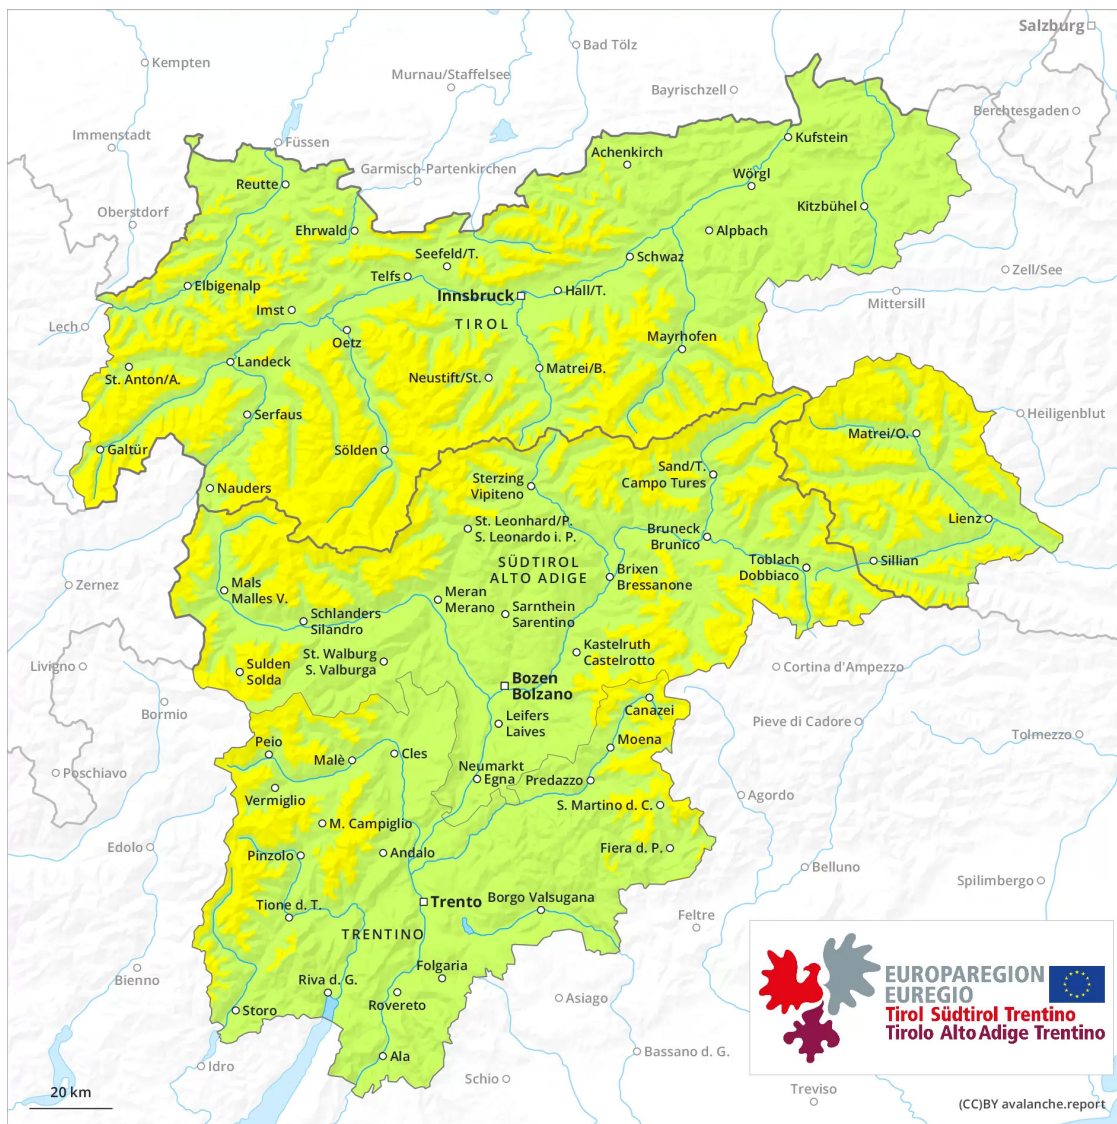 Salzburg
Bad Tölz
Kempten
Murnau/Staffelsee
Bayrischzell
Berchtesgaden
Immenstadt
Füssen
Kufstein
Achenkirch
Garmisch-Partenkirchen
Wörgl
Reutte
Oberstdorf
Kitzbühel
Ehrwald
Alpbach
Seefeld/T.
Schwaz
Zell/See
Telfs
Elbigenalp
Innsbruck
Hall/T.
Mittersill
Imst
TIROL
Lech
Oetz
Mayrhofen
Landeck
Matrei/B.
St. Anton/A.
Neustift/St.
Serfaus
Heiligenblut
Matrei/O.
Galtür
Sölden
Sand/T.
Campo Tures
Sterzing
Vipiteno
Nauders
Lienz
St. Leonhard/P.
S. Leonardo i. P.
Bruneck
Brunico
SÜDTIROL
ALTO ADIGE
Toblach
Dobbiaco
Sillian
Brixen
Bressanone
Zernez
Mals
Malles V.
Meran
Merano
Sarnthein
Sarentino
Schlanders
Silandro
Kastelruth
Castelrotto
St. Walburg
S. Valburga
Livigno
Sulden
Solda
Cortina d'Ampezzo
Bozen
Bolzano
Bormio
Canazei
Leifers
Laives
Pieve di Cadore
Tolmezzo
Peio
Moena
Cles
Malè
Poschiavo
Neumarkt
Egna
Predazzo
Vermiglio
Agordo
S. Martino d. C.
M. Campiglio
Edolo
Fiera d. P.
Pinzolo
Andalo
Belluno
Spilimbergo
Borgo Valsugana
Trento
Tione d. T.
Feltre
TRENTINO
Bienno
Folgaria
Riva d. G.
Rovereto
Asiago
Storo
EUROPAREGION
EUREGIO
Tirol Südtirol Trentino
Tirolo Alto Adige Trentino
Ala
Bassano d. G.
Idro
Schio
20 km
Treviso
(CC)BY avalanche.report